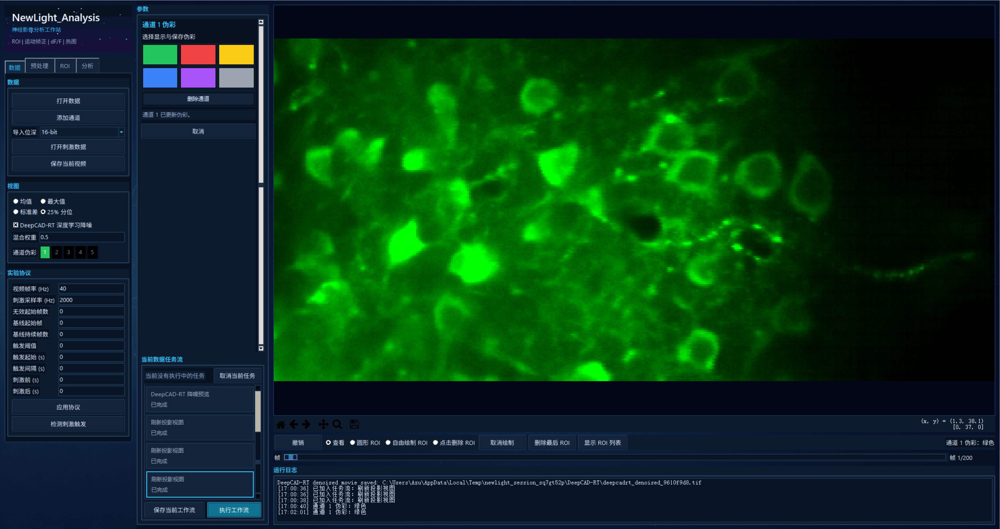 NewLight_Analysis
神经影像分析工作站
ROI | 运动矫正 | dF/F | 热图
数据
预处理
ROI
分析
数据
打开数据
添加通道
导入位深 16-bit
打开刺激数据
保存当前视频
视图
均值 最大值
标准差 25% 分位
DeepCAD-RT 深度学习降噪
混合权重 0.5
通道伪彩 1 2 3 4 5
实验协议
视频帧率 (Hz) 40
刺激采样率 (Hz) 2000
无效起始帧数 0
基线起始帧 0
基线持续帧数 0
触发阈值 0
触发起始 (s) 0
触发间隔 (s) 0
刺激前 (s) 0
刺激后 (s) 0
应用协议
检测刺激触发
参数
通道 1 伪彩
选择显示与保存伪彩
删除通道
通道 1 已更新伪彩。
取消
当前数据任务流
当前没有执行中的任务 取消当前任务
DeepCAD-RT 降噪预览
已完成
刷新投影视图
已完成
刷新投影视图
已完成
刷新投影视图
已完成
保存当前工作流 执行工作流
(x, y) = (1.3, 38.1)
[0, 37, 0]
撤销 查看 圆形 ROI 自由绘制 ROI 点击删除 ROI 取消绘制 删除最后 ROI 显示 ROI 列表 通道 1 伪彩：绿色
帧 帧 1/200
运行日志
DeepCAD-RT denoised movie saved: C:\Users\Azu\AppData\Local\Temp\newlight_session_sq7gt52p\DeepCAD-RT\deepcadrt_denoised_9610f9d8.tif
[17:00:36] 已加入任务流：刷新投影视图
[17:00:36] 已加入任务流：刷新投影视图
[17:00:38] 已加入任务流：刷新投影视图
[17:00:40] 通道 1 伪彩：绿色
[17:02:01] 通道 1 伪彩：绿色